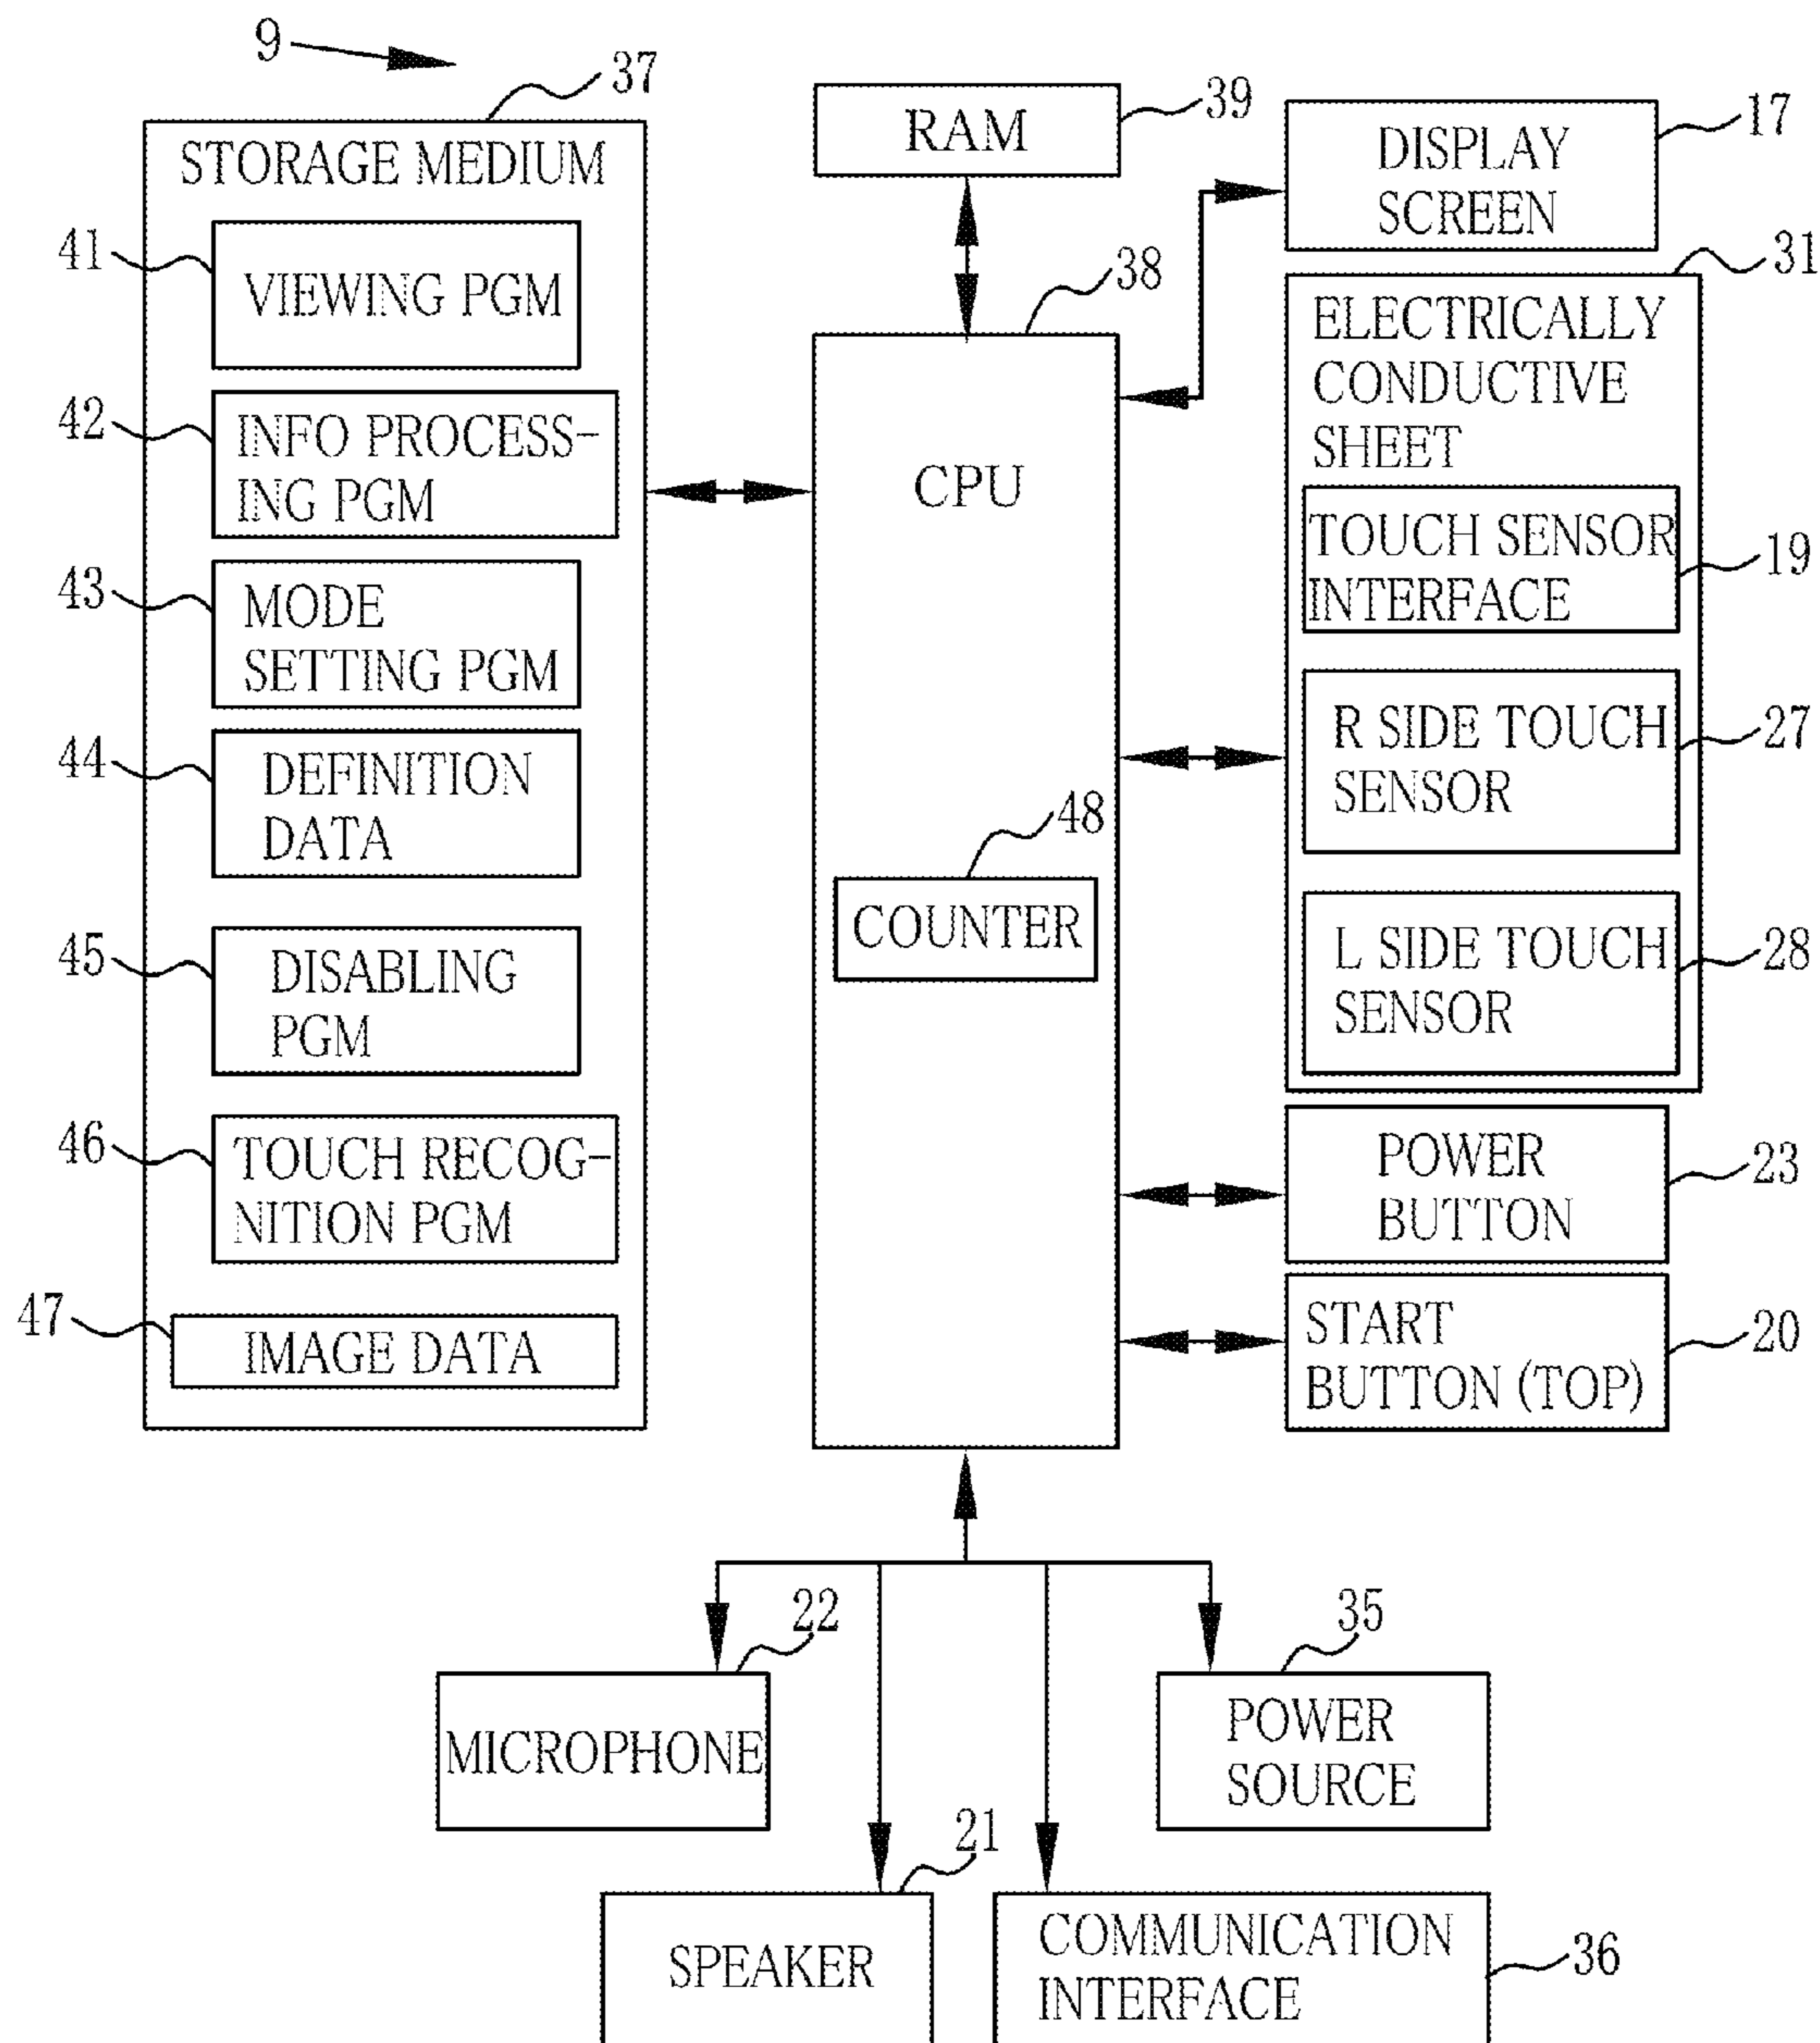 9
37
STORAGE MEDIUM
41
VIEWING PGM
42
INFO PROCESS-
ING PGM
43
MODE
SETTING PGM
44
DEFINITION
DATA
45
DISABLING
PGM
46
TOUCH RECOG-
NITION PGM
47
IMAGE DATA
RAM
39
38
CPU
48
COUNTER
DISPLAY
SCREEN
17
31
ELECTRICALLY
CONDUCTIVE
SHEET
TOUCH SENSOR
INTERFACE
19
R SIDE TOUCH
SENSOR
27
L SIDE TOUCH
SENSOR
28
POWER
BUTTON
23
START
BUTTON (TOP)
20
22
MICROPHONE
35
POWER
SOURCE
21
SPEAKER
COMMUNICATION
INTERFACE
36